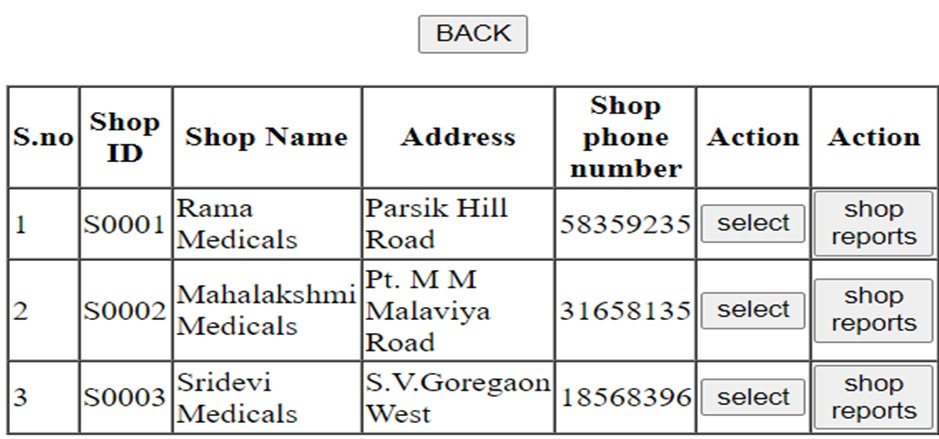 BACK
S.no Shop ID Shop Name Address Shop phone number Action Action
1 S0001 Rama Medicals Parsik Hill Road 58359235 select shop reports
2 S0002 Mahalakshmi Medicals Pt. M M Malaviya Road 31658135 select shop reports
3 S0003 Sridevi Medicals S.V.Goregaon West 18568396 select shop reports